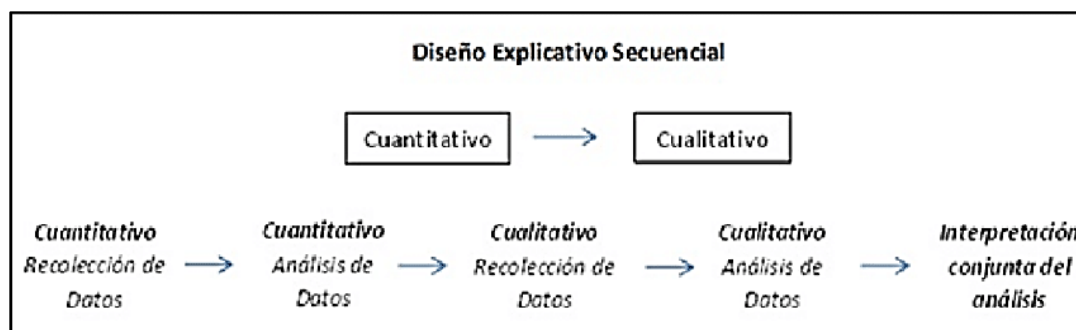 Diseño Explicativo Secuencial
Cuantitativo
Cualitativo
Cuantitativo
Recolección de
Datos
Cuantitativo
Análisis de
Datos
Cualitativo
Recolección de
Datos
Cualitativo
Análisis de
Datos
Interpretación
conjunta del
análisis